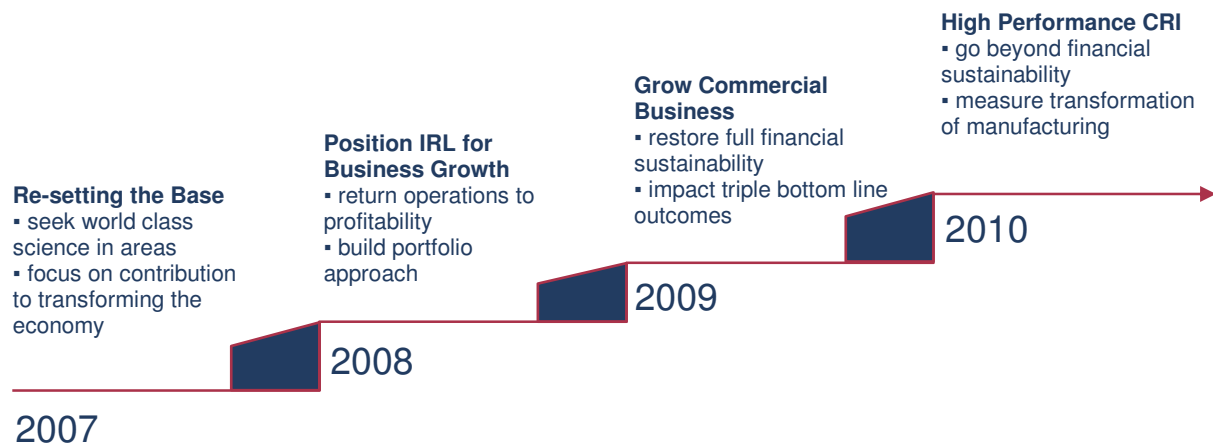 Re-setting the Base
▪ seek world class
science in areas
▪ focus on contribution
to transforming the
economy
2007
Position IRL for
Business Growth
▪ return operations to
profitability
▪ build portfolio
approach
2008
Grow Commercial
Business
▪ restore full financial
sustainability
▪ impact triple bottom line
outcomes
2009
High Performance CRI
▪ go beyond financial
sustainability
▪ measure transformation
of manufacturing
2010